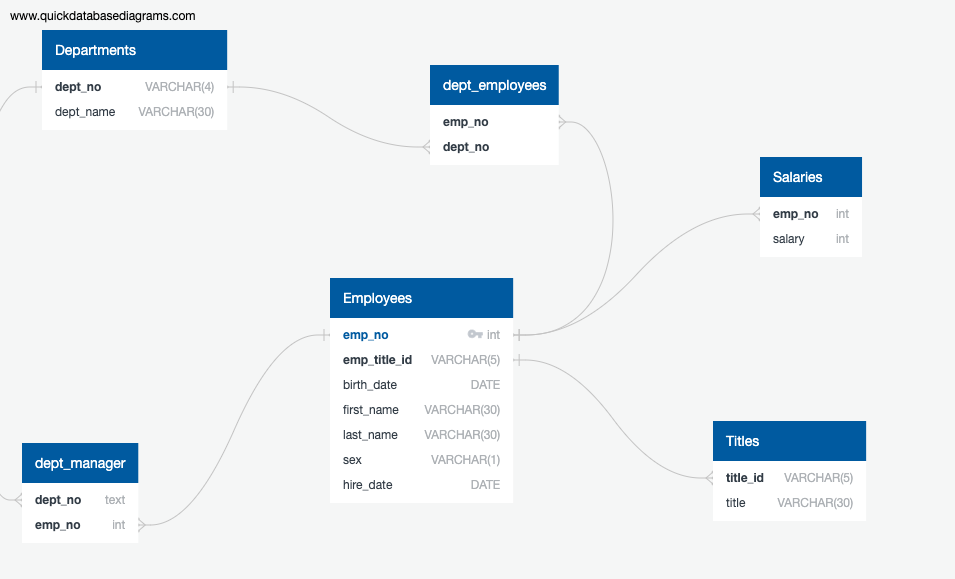 www.quickdatabasediagrams.com
Departments
dept_no VARCHAR(4)
dept_name VARCHAR(30)
dept_employees
emp_no
dept_no
Salaries
emp_no int
salary int
Employees
emp_no int
emp_title_id VARCHAR(5)
birth_date DATE
first_name VARCHAR(30)
last_name VARCHAR(30)
sex VARCHAR(1)
hire_date DATE
Titles
title_id VARCHAR(5)
title VARCHAR(30)
dept_manager
dept_no text
emp_no int